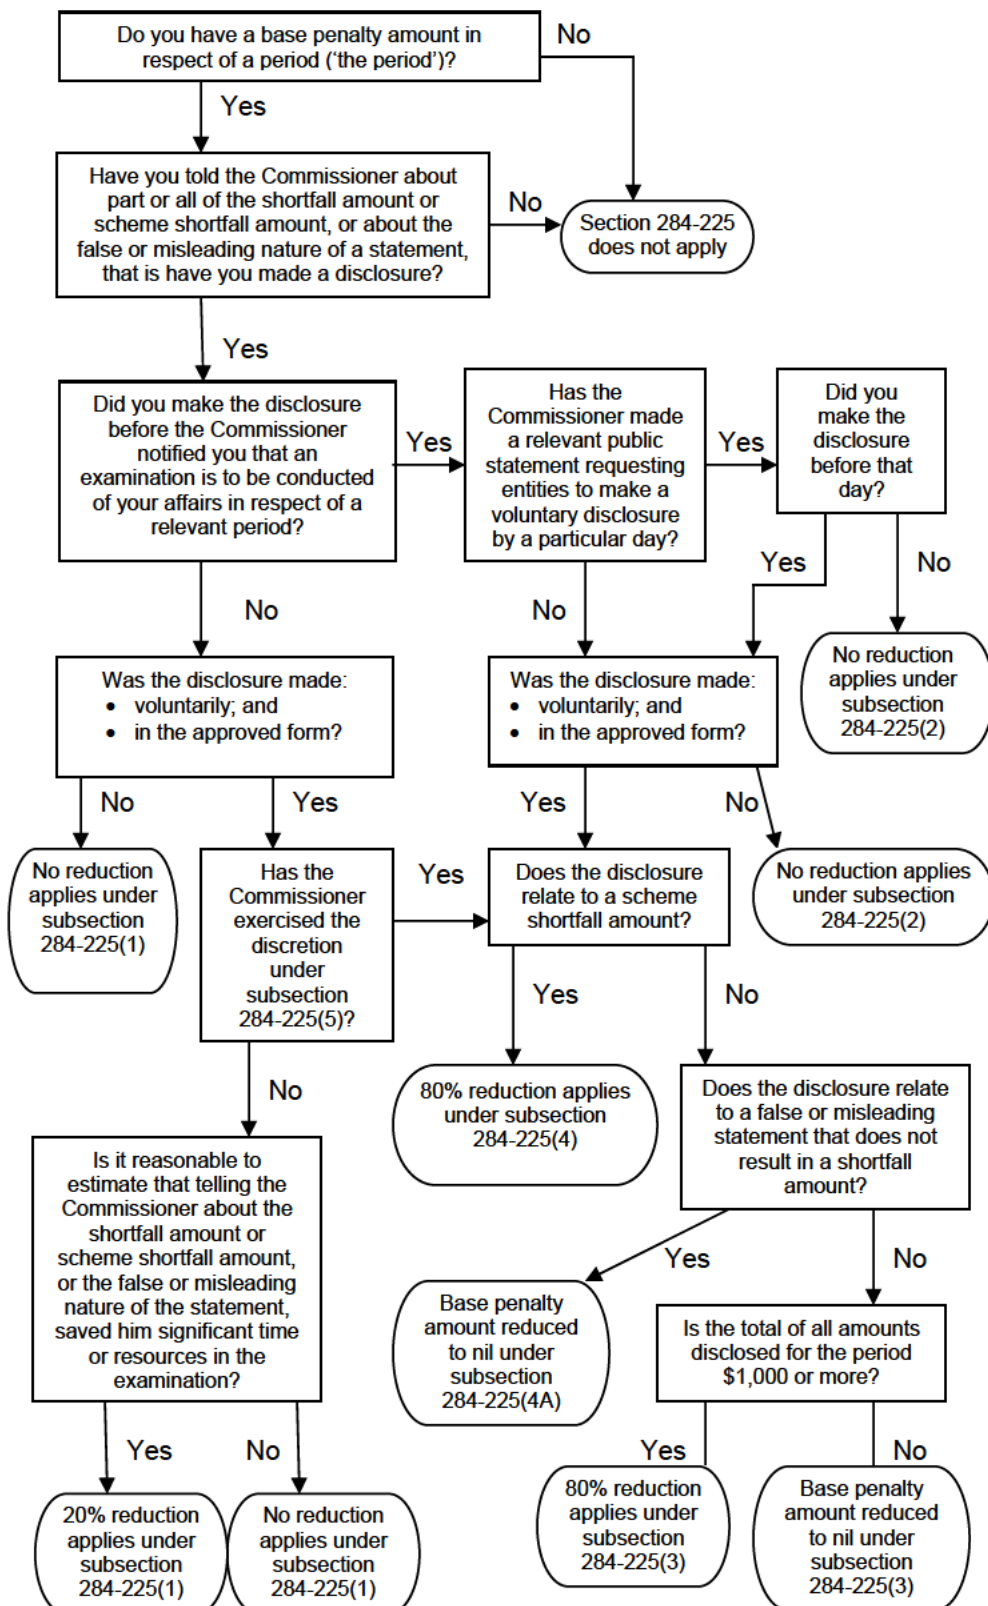 Do you have a base penalty amount in
respect of a period (‘the period’)?
No
Yes
Have you told the Commissioner about
part or all of the shortfall amount or
scheme shortfall amount, or about the
false or misleading nature of a statement,
that is have you made a disclosure?
No
Section 284-225
does not apply
Yes
Did you make the disclosure
before the Commissioner
notified you that an
examination is to be conducted
of your affairs in respect of a
relevant period?
Yes
Has the
Commissioner made
a relevant public
statement requesting
entities to make a
voluntary disclosure
by a particular day?
Yes
Did you
make the
disclosure
before that
day?
No
No
Yes
No
Was the disclosure made:
• voluntarily; and
• in the approved form?
Was the disclosure made:
• voluntarily; and
• in the approved form?
No reduction
applies under
subsection
284-225(2)
No
Yes
Yes
No
No reduction
applies under
subsection
284-225(1)
Has the
Commissioner
exercised the
discretion
under
subsection
284-225(5)?
Yes
Does the disclosure
relate to a scheme
shortfall amount?
No reduction applies
under subsection
284-225(2)
Yes
No
No
80% reduction applies
under subsection
284-225(4)
Does the disclosure relate
to a false or misleading
statement that does not
result in a shortfall
amount?
Is it reasonable to
estimate that telling the
Commissioner about the
shortfall amount or
scheme shortfall amount,
or the false or misleading
nature of the statement,
saved him significant time
or resources in the
examination?
Yes
No
Base penalty
amount reduced
to nil under
subsection
284-225(4A)
Is the total of all amounts
disclosed for the period
$1,000 or more?
Yes
No
Yes
No
20% reduction
applies under
subsection
284-225(1)
No reduction
applies under
subsection
284-225(1)
80% reduction
applies under
subsection
284-225(3)
Base penalty
amount reduced
to nil under
subsection
284-225(3)